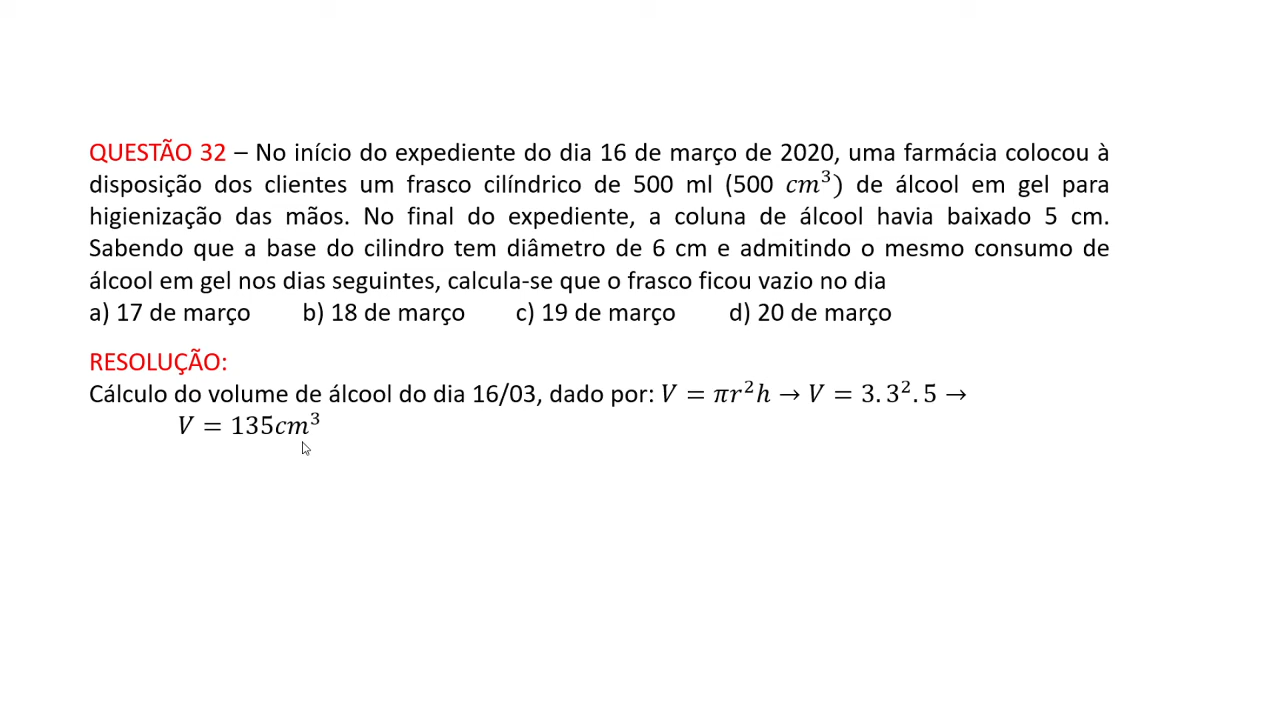 QUESTÃO 32 – No início do expediente do dia 16 de março de 2020, uma farmácia colocou à
disposição dos clientes um frasco cilíndrico de 500 ml (500 cm³) de álcool em gel para
higienização das mãos. No final do expediente, a coluna de álcool havia baixado 5 cm.
Sabendo que a base do cilindro tem diâmetro de 6 cm e admitindo o mesmo consumo de
álcool em gel nos dias seguintes, calcula-se que o frasco ficou vazio no dia
a) 17 de março b) 18 de março c) 19 de março d) 20 de março
RESOLUÇÃO:
Cálculo do volume de álcool do dia 16/03, dado por: V = πr²h → V = 3.3².5 →
V = 135cm³